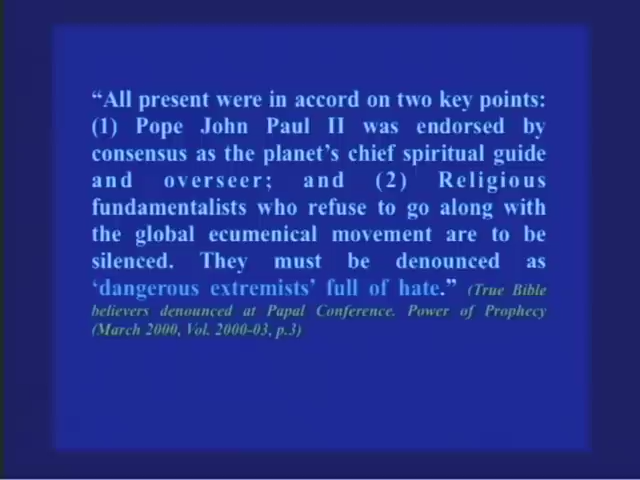 “All present were in accord on two key points:
(1) Pope John Paul II was endorsed by
consensus as the planet’s chief spiritual guide
and overseer; and (2) Religious
fundamentalists who refuse to go along with
the global ecumenical movement are to be
silenced. They must be denounced as
‘dangerous extremists’ full of hate.” (True Bible
believers denounced at Papal Conference. Power of Prophecy
(March 2000, Vol. 2000-03, p.3)